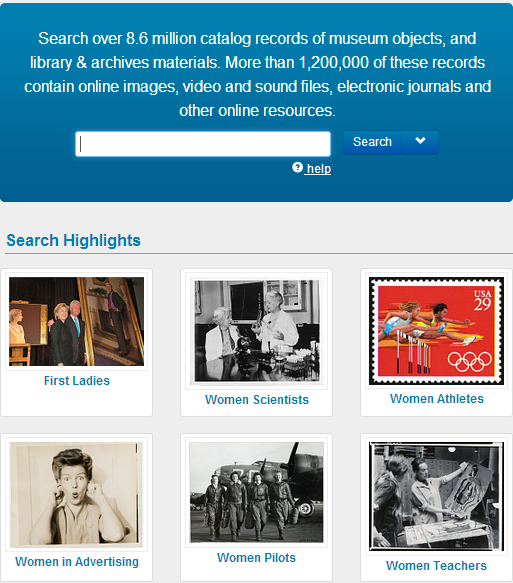 Search over 8.6 million catalog records of museum objects, and
library & archives materials. More than 1,200,000 of these records
contain online images, video and sound files, electronic journals and
other online resources.
Search
help
Search Highlights
USA
29
First Ladies
Women Scientists
Women Athletes
Women in Advertising
Women Pilots
Women Teachers